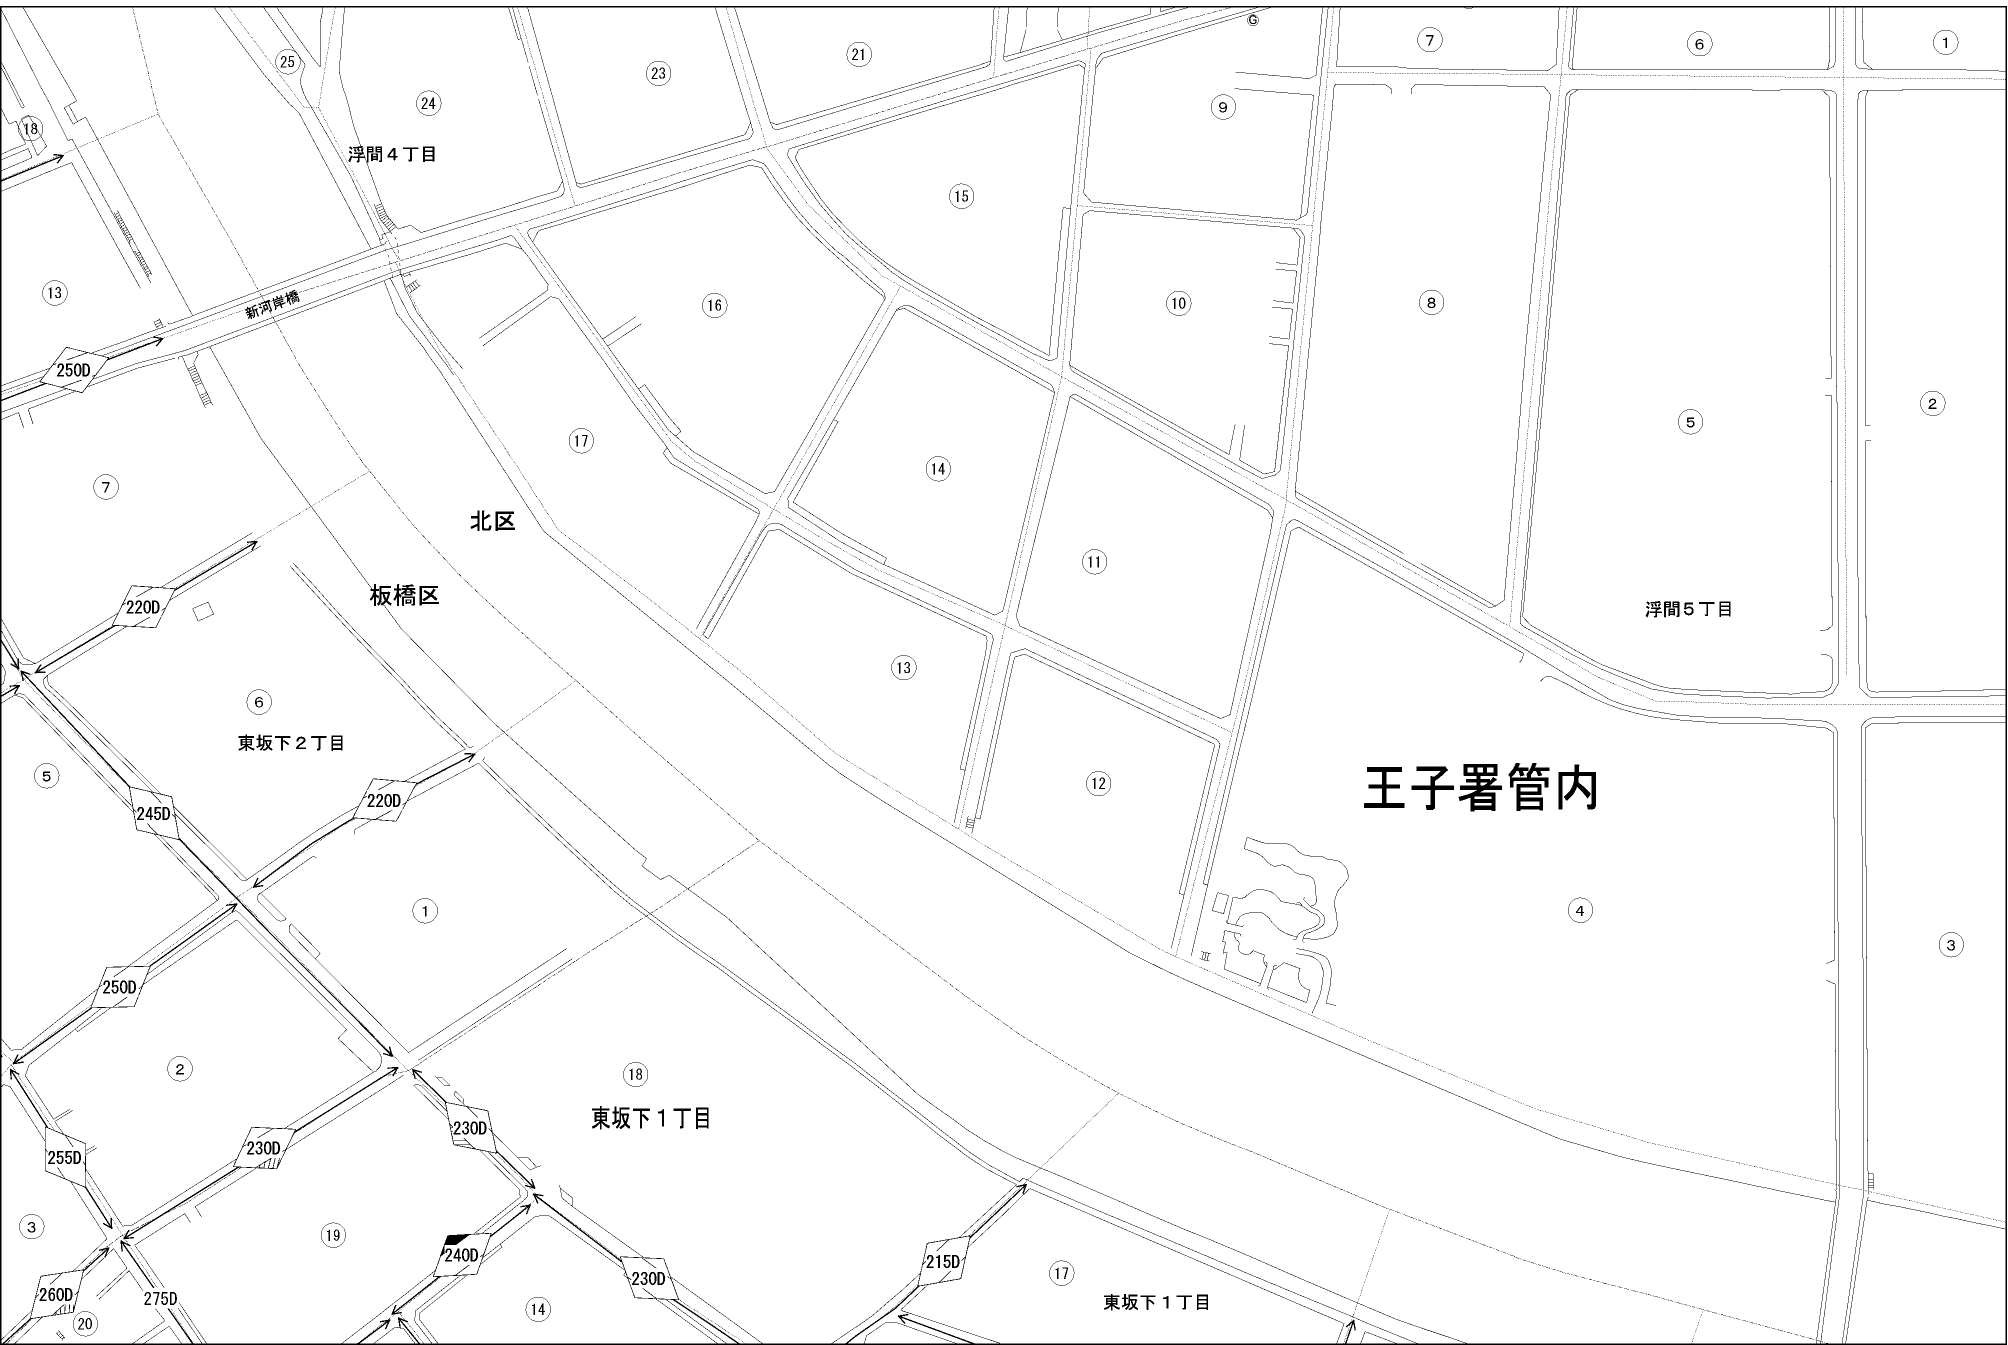 Ⓖ
⑦
⑥
①
㉕
㉑
㉓
㉔
⑨
⑱
浮間４丁目
⑮
⑬
新河岸橋
⑯
⑩
⑧
250D
②
⑤
⑰
⑭
⑦
北区
⑪
板橋区
220D
浮間５丁目
⑬
⑥
東坂下２丁目
⑤
王子署管内
⑫
220D
245D
①
④
③
250D
②
⑱
東坂下１丁目
230D
230D
255D
③
⑲
240D
215D
⑰
230D
260D
275D
東坂下１丁目
⑭
⑳